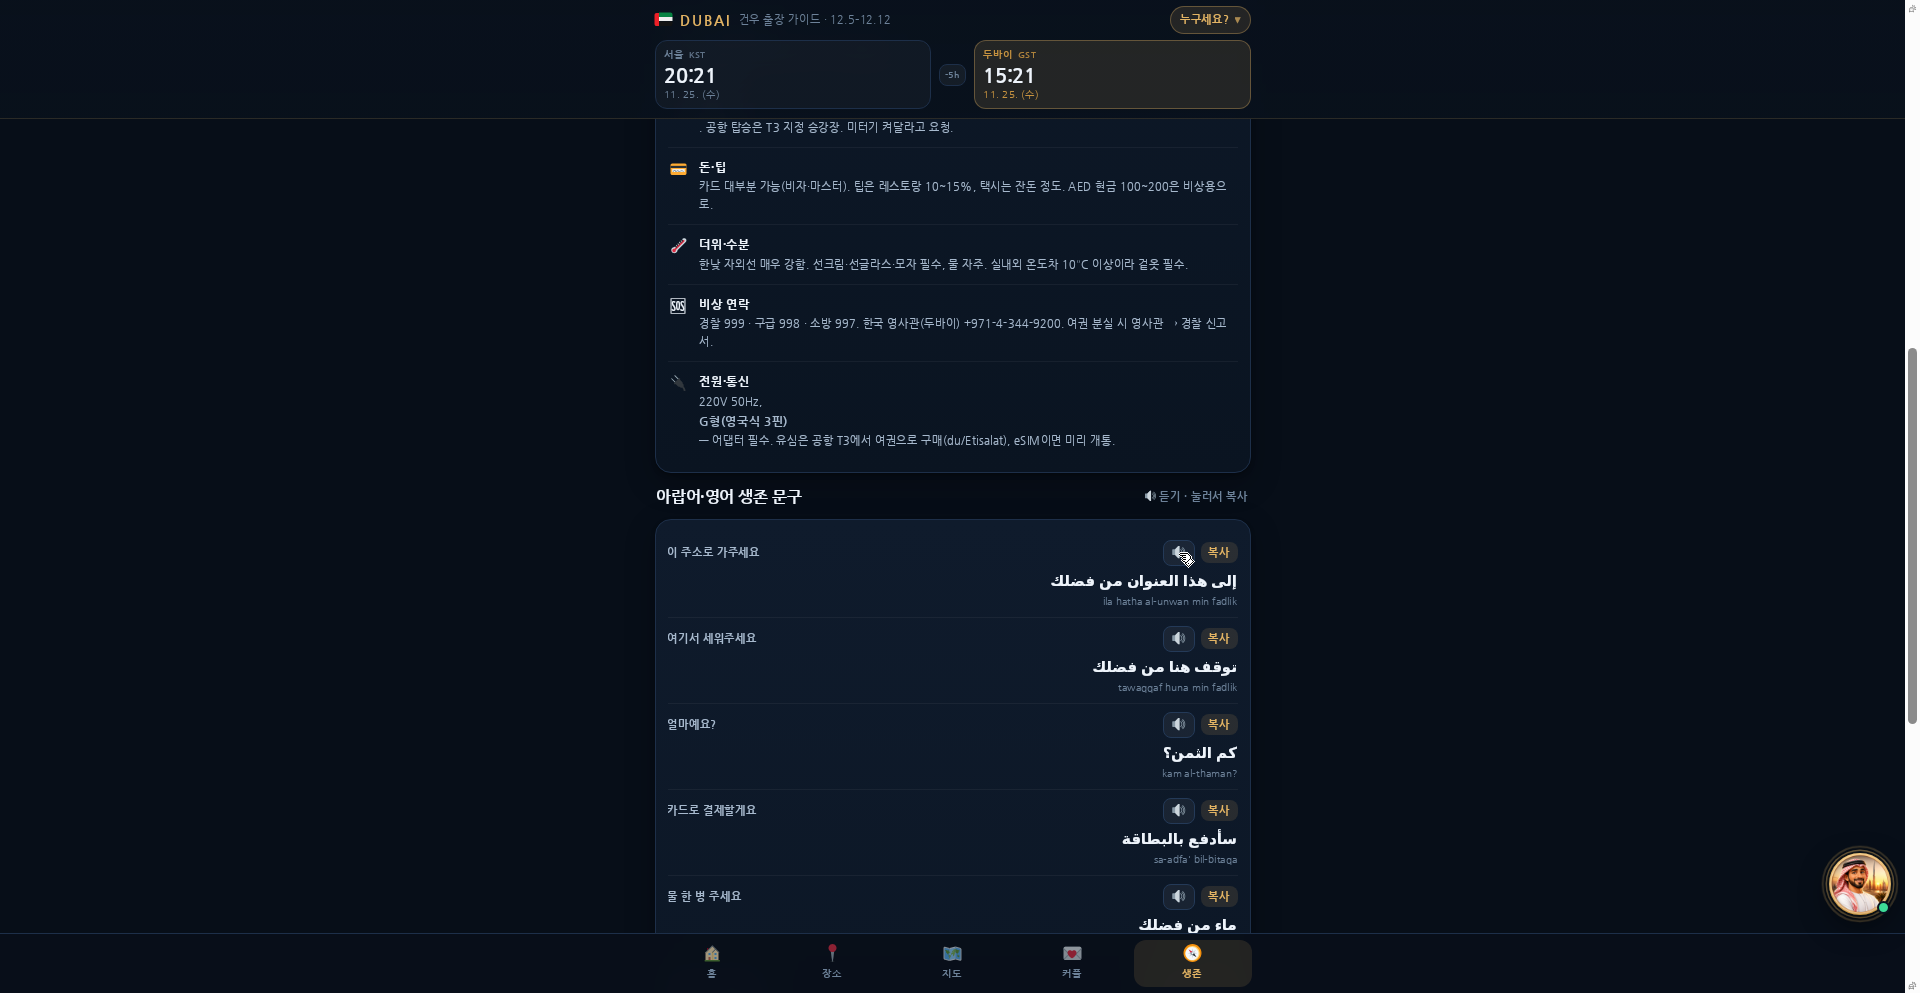 DUBAI 건우 출장 가이드 · 12.5-12.12
누구세요? ▼
서울 KST
20:21
11. 25. (수)
-5h
두바이 GST
15:21
11. 25. (수)
. 공항 탑승은 T3 지정 승강장. 미터기 켜달라고 요청.
돈·팁
카드 대부분 가능(비자·마스터). 팁은 레스토랑 10~15%, 택시는 잔돈 정도. AED 현금 100~200은 비상용으
로.
더위·수분
한낮 자외선 매우 강함. 선크림·선글라스·모자 필수, 물 자주. 실내외 온도차 10°C 이상이라 겉옷 필수.
SOS
비상 연락
경찰 999 · 구급 998 · 소방 997. 한국 영사관(두바이) +971-4-344-9200. 여권 분실 시 영사관 → 경찰 신고
서.
전원·통신
220V 50Hz,
G형(영국식 3핀)
— 어댑터 필수. 유심은 공항 T3에서 여권으로 구매(du/Etisalat), eSIM이면 미리 개통.
아랍어·영어 생존 문구
듣기 · 눌러서 복사
이 주소로 가주세요
복사
إلى هذا العنوان من فضلك
ila hatha al-unwan min fadlik
여기서 세워주세요
복사
توقف هنا من فضلك
tawaqqaf huna min fadlik
얼마예요?
복사
كم الثمن؟
kam al-thaman?
카드로 결제할게요
복사
سأدفع بالبطاقة
sa-adfa' bil-bitaqa
물 한 병 주세요
복사
ماء من فضلك
홈
장소
지도
커플
생존